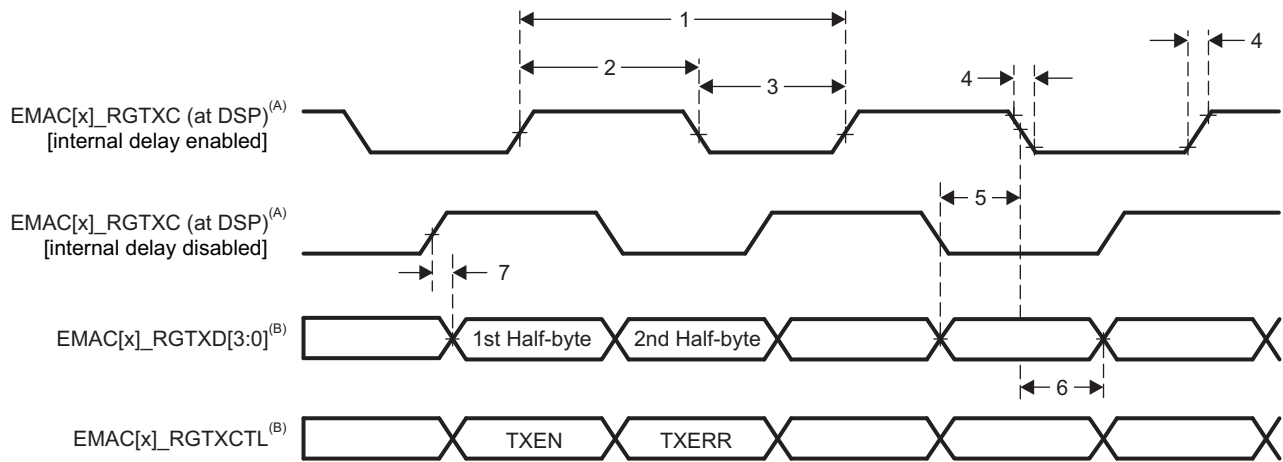 1
2
3
4
4
EMAC[x]_RGTXC (at DSP)(A)
[internal delay enabled]
5
EMAC[x]_RGTXC (at DSP)(A)
[internal delay disabled]
7
EMAC[x]_RGTXD[3:0](B)
1st Half-byte
2nd Half-byte
6
EMAC[x]_RGTXCTL(B)
TXEN
TXERR